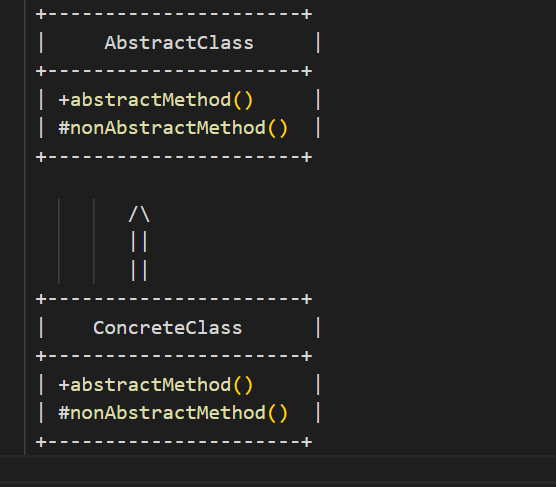 +----------------------+
|     AbstractClass     |
+----------------------+
| +abstractMethod()     |
| #nonAbstractMethod()  |
+----------------------+
/\
||
||
+----------------------+
|    ConcreteClass      |
+----------------------+
| +abstractMethod()     |
| #nonAbstractMethod()  |
+----------------------+